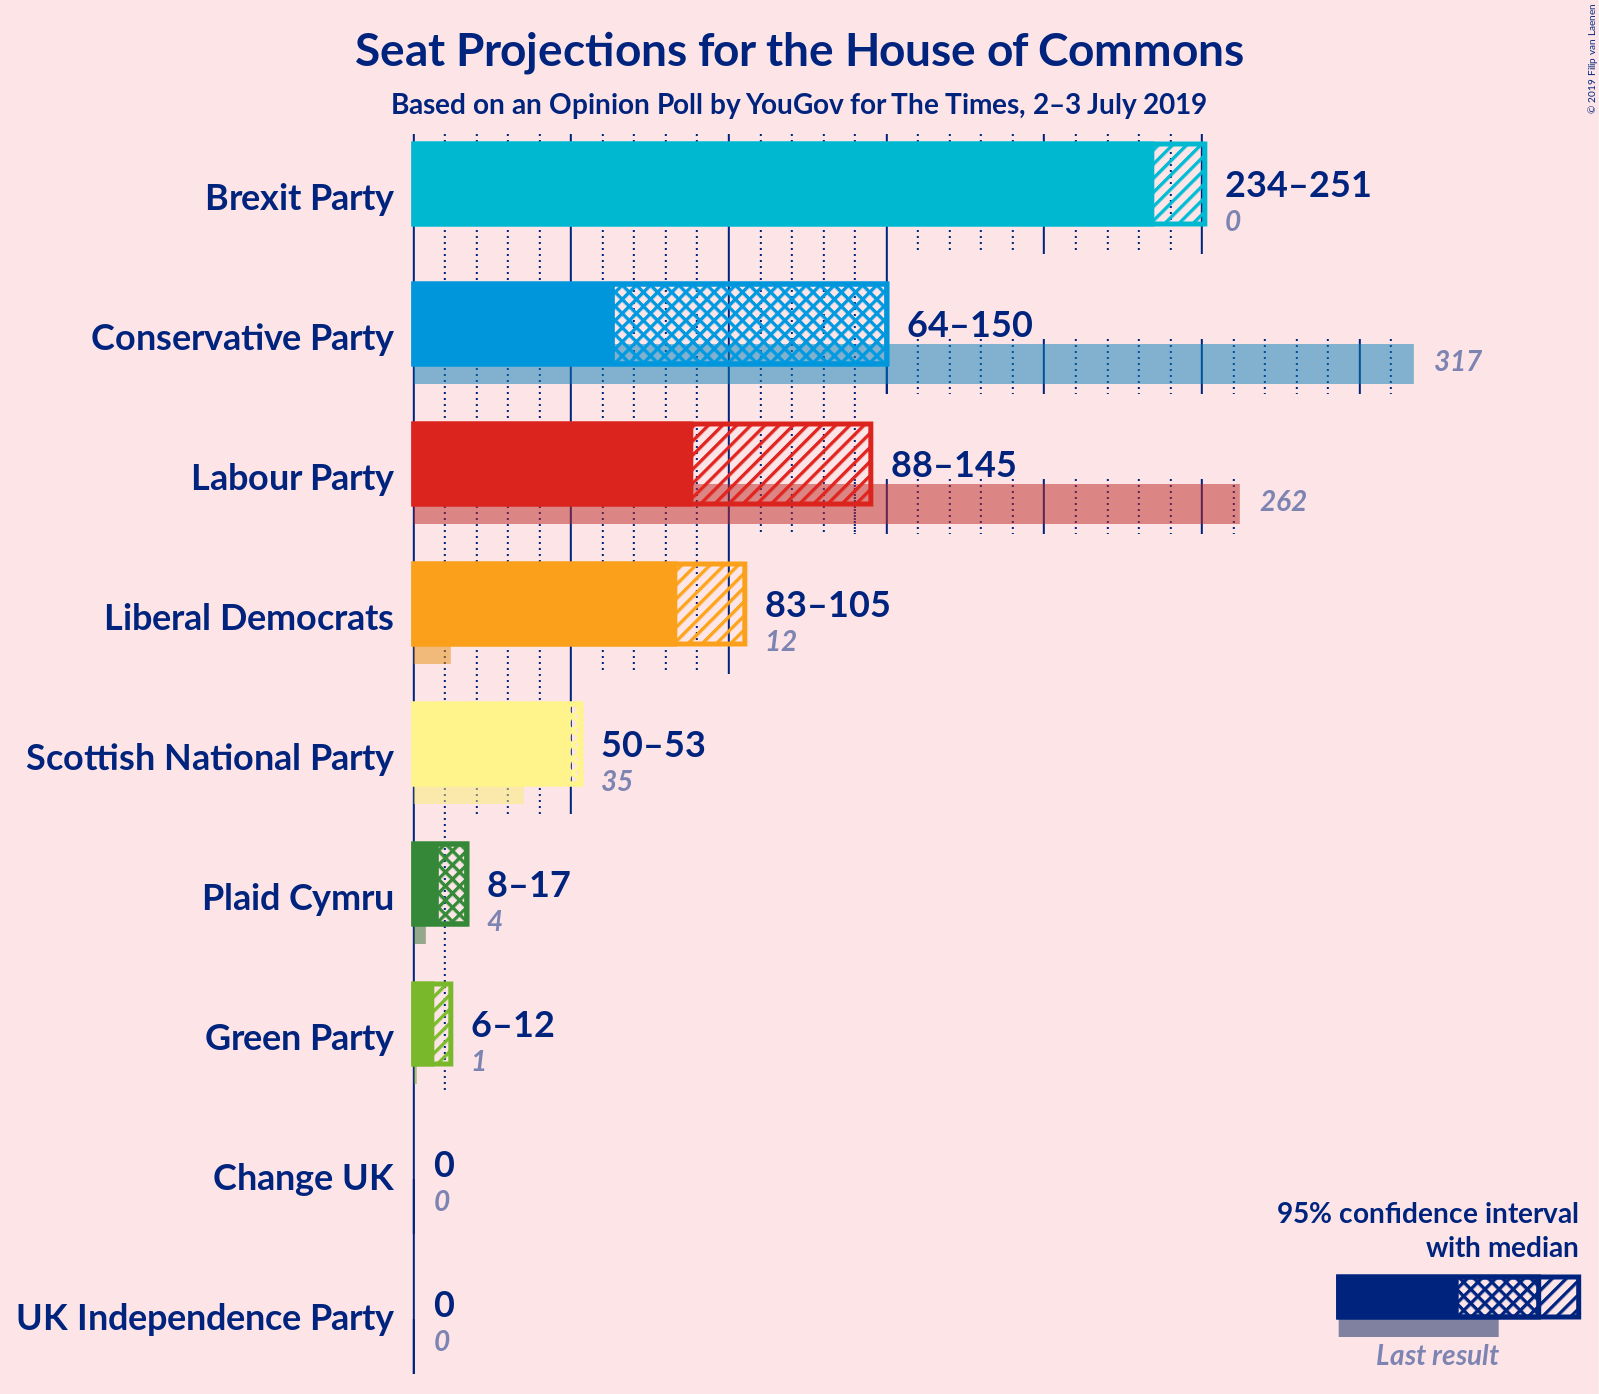 Seat Projections for the House of Commons
Based on an Opinion Poll by YouGov for The Times, 2–3 July 2019
© 2019 Filip van Laenen
Brexit Party
234–251
0
Conservative Party
64–150
317
Labour Party
88–145
262
Liberal Democrats
83–105
12
Scottish National Party
50–53
35
Plaid Cymru
8–17
4
Green Party
6–12
1
Change UK
0
0
UK Independence Party
0
0
95% confidence interval
with median
Last result